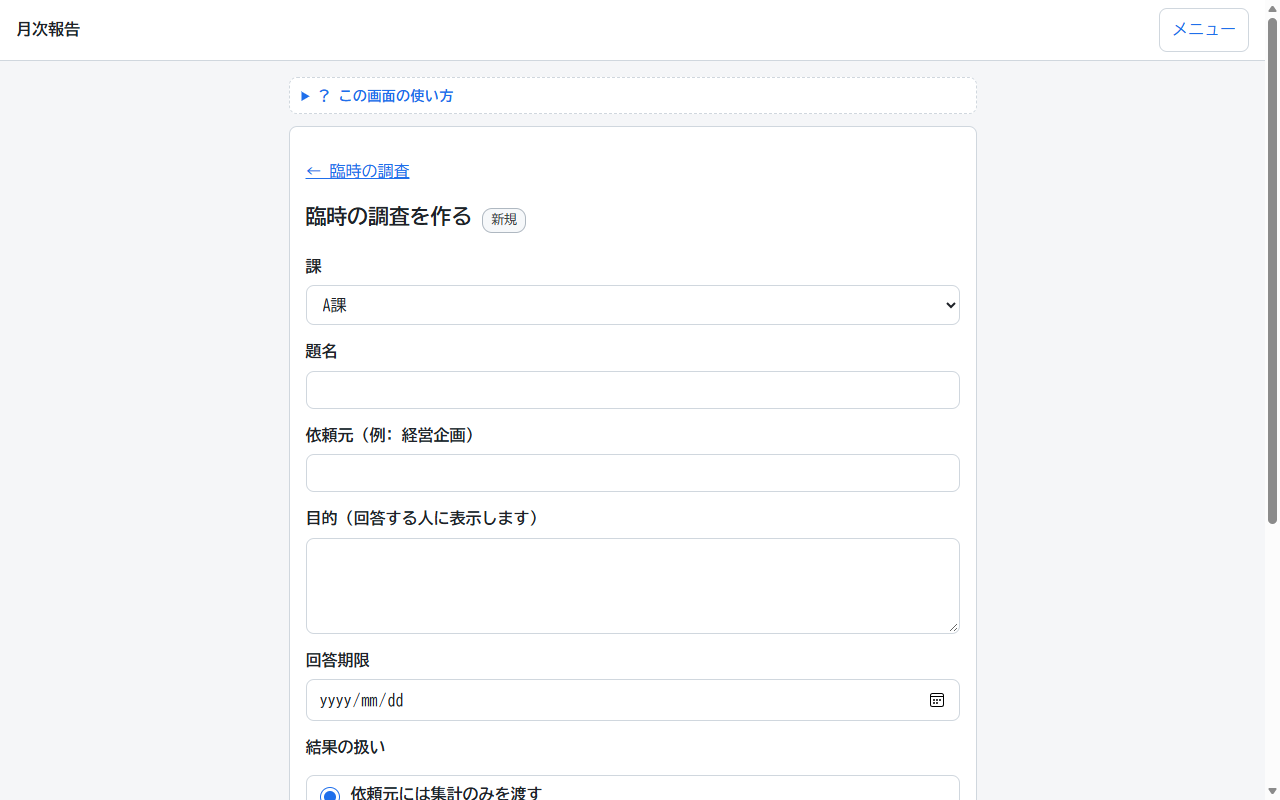 月次報告
メニュー
▶ ? この画面の使い方
← 臨時の調査
臨時の調査を作る 新規
課
A課
題名
依頼元（例：経営企画）
目的（回答する人に表示します）
回答期限
yyyy/mm/dd
結果の扱い
依頼元には集計のみを渡す